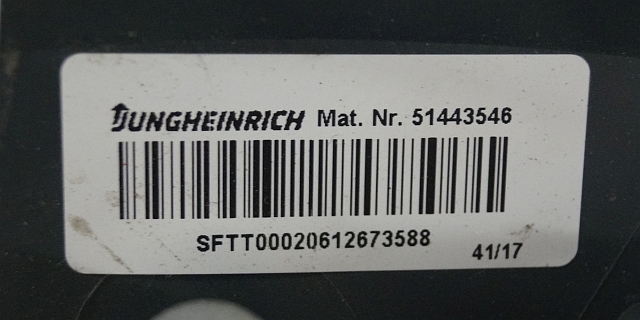 JUNGHEINRICH Mat. Nr. 51443546
SFTT00020612673588
41/17